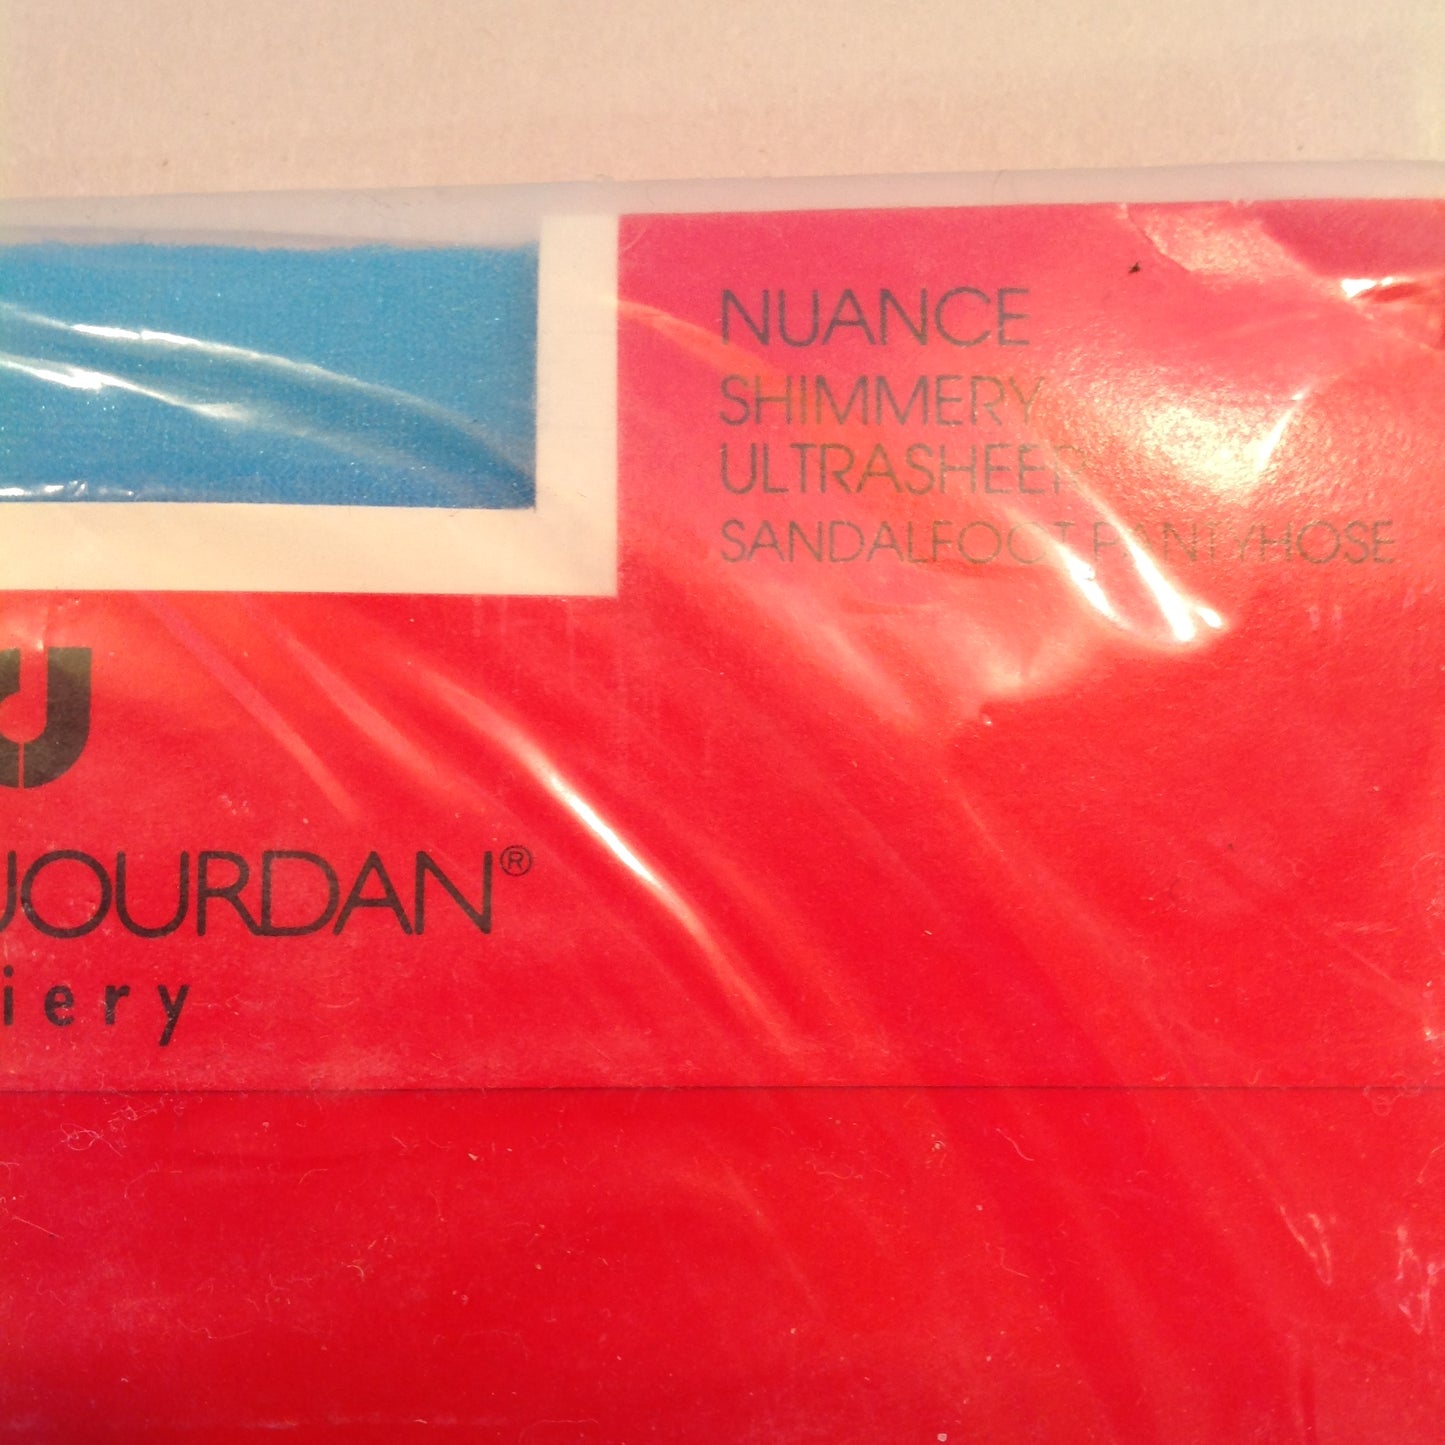 NUANCE
SHIMMERY
ULTRASHEER
SANDALFOOT PANTYHOSE
JOURDAN®
iery